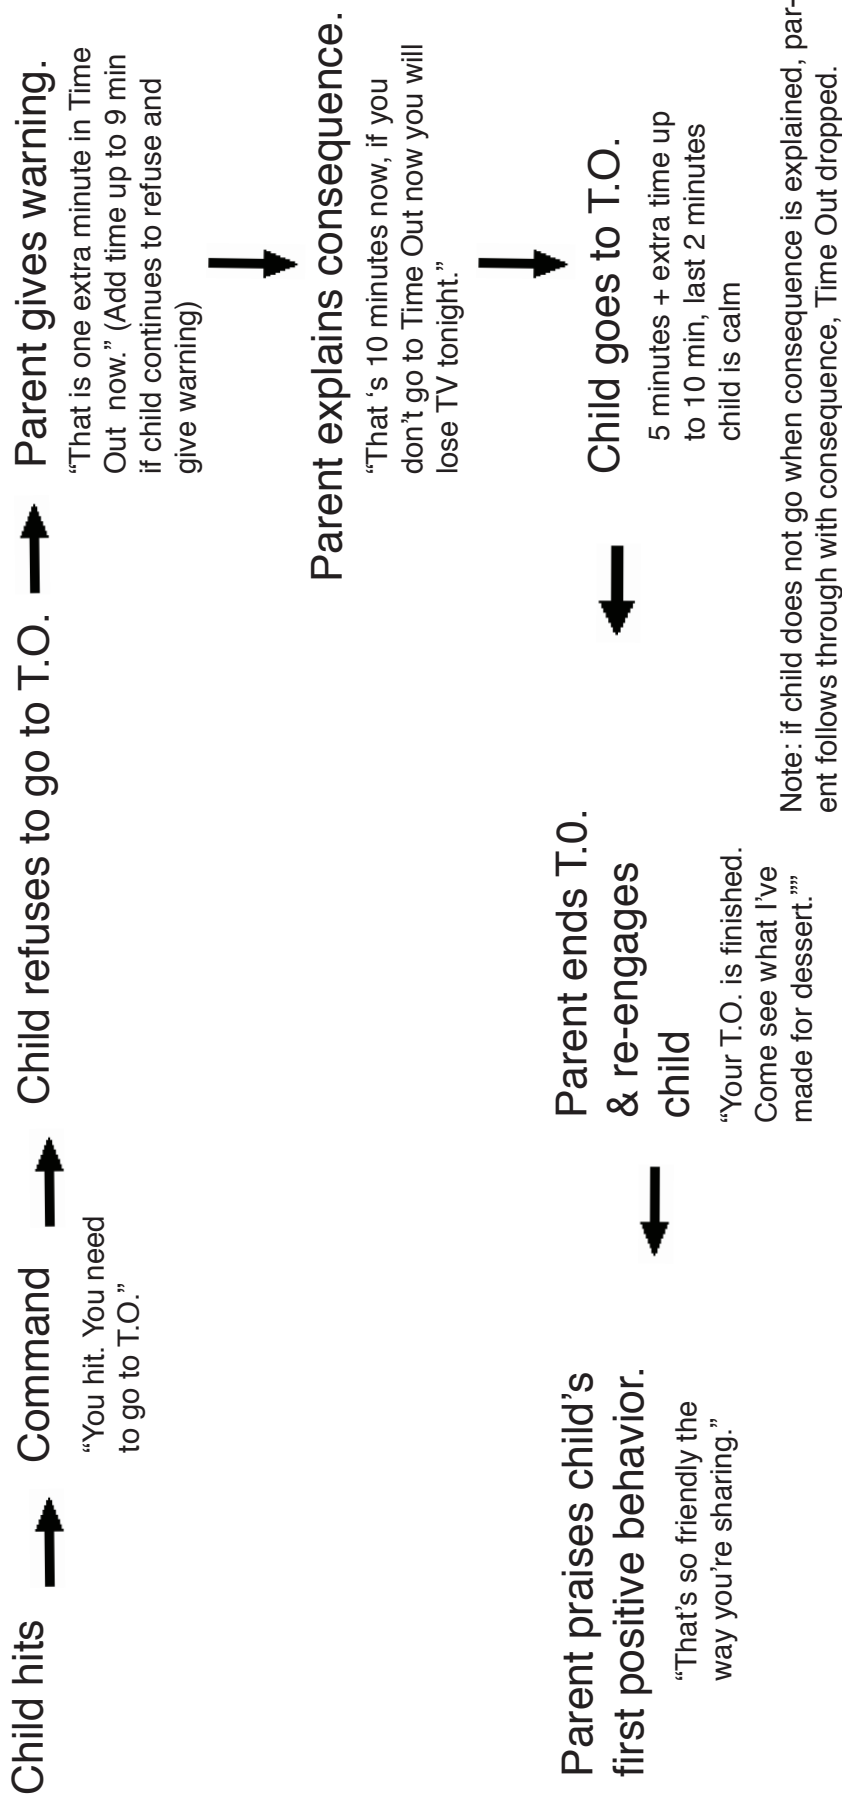 Child hits
Command
“You hit. You need
to go to T.O.”
Child refuses to go to T.O.
Parent gives warning.
“That is one extra minute in Time
Out  now.” (Add time up to 9 min
if child continues to refuse and
give warning)
Parent explains consequence.
“That ‘s 10 minutes now, if you
don’t go to Time Out now you will
lose TV tonight.”
Child goes to T.O.
5 minutes + extra time up
to 10 min, last 2 minutes
child is calm
Parent ends T.0.
& re-engages
child
“Your T.O. is finished.
Come see what I’ve
made for dessert.””
Parent praises child’s
first positive behavior.
“That’s so friendly the
way you’re sharing.”
Note: if child does not go when consequence is explained, par-
ent follows through with consequence, Time Out dropped.